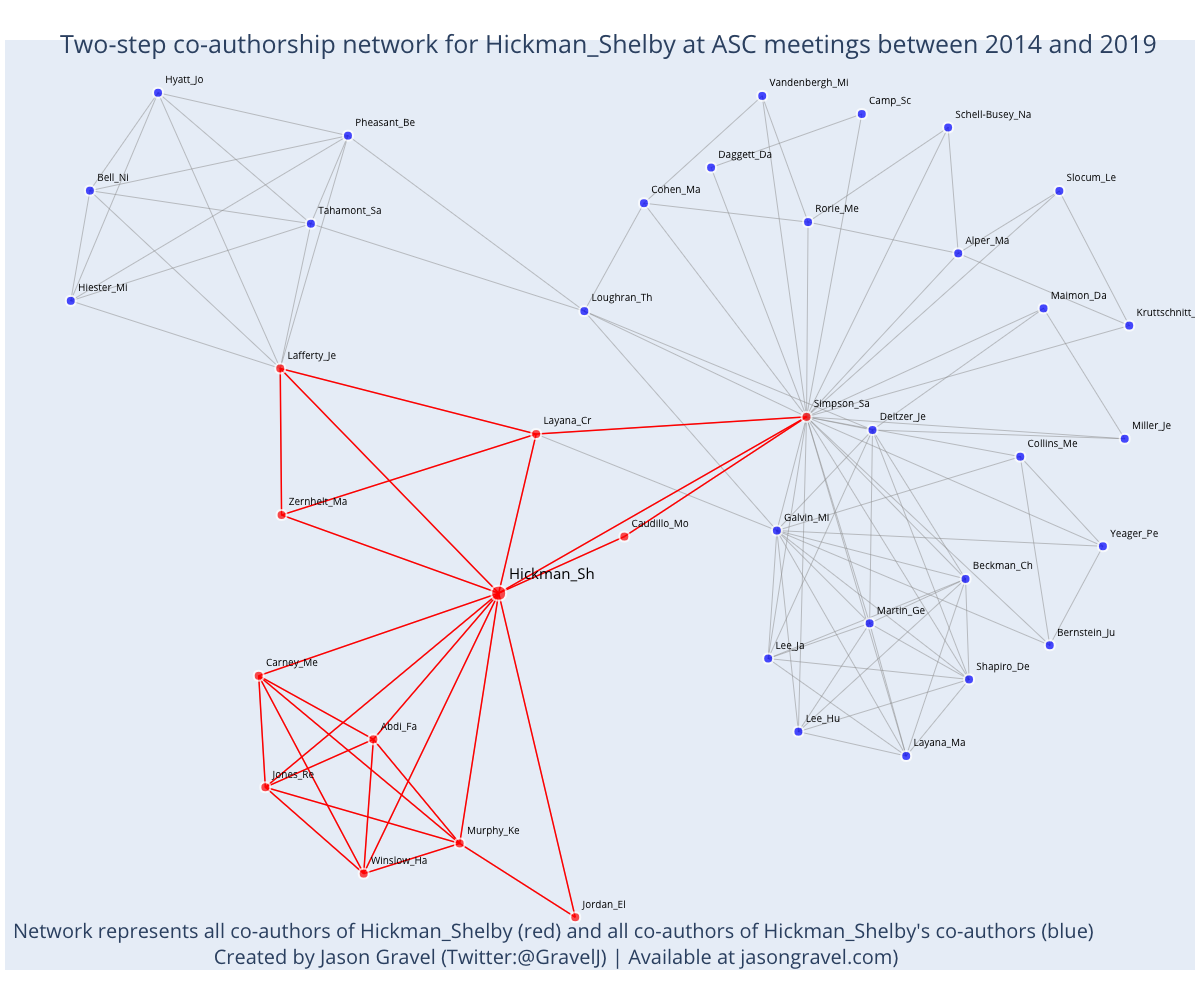 Two-step co-authorship network for Hickman_Shelby at ASC meetings between 2014 and 2019
Hyatt_Jo
Vandenbergh_Mi
Camp_Sc
Schell-Busey_Na
Pheasant_Be
Daggett_Da
Bell_Ni
Slocum_Le
Cohen_Ma
Tahamont_Sa
Rorie_Me
Alper_Ma
Hiester_Mi
Loughran_Th
Maimon_Da
Kruttschnitt_
Lafferty_Je
Simpson_Sa
Layana_Cr
Deitzer_Je
Miller_Je
Collins_Me
Zernhelt_Ma
Galvin_Mi
Caudillo_Mo
Yeager_Pe
Hickman_Sh
Beckman_Ch
Martin_Ge
Bernstein_Ju
Lee_Ja
Carney_Me
Shapiro_De
Lee_Hu
Abdi_Fa
Layana_Ma
Jones_Re
Murphy_Ke
Winslow_Ha
Jordan_El
Network represents all co-authors of Hickman_Shelby (red) and all co-authors of Hickman_Shelby's co-authors (blue)
Created by Jason Gravel (Twitter:@GravelJ) | Available at jasongravel.com)